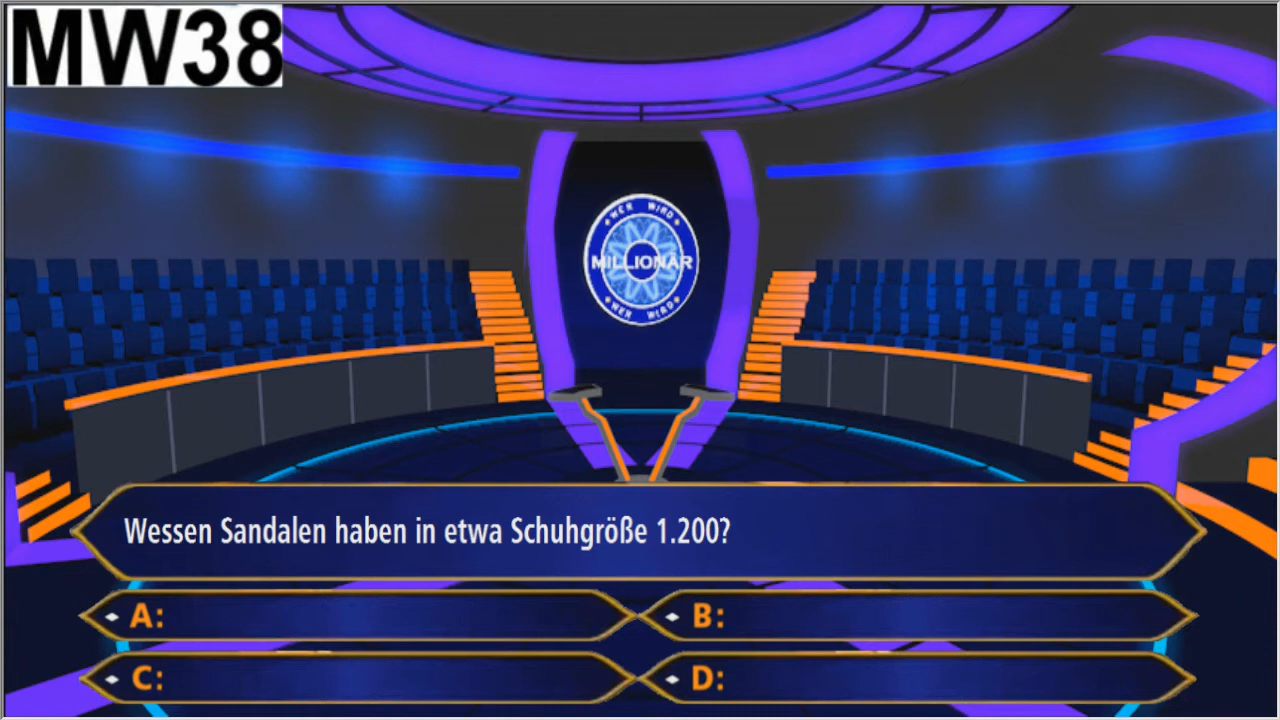 MW38
WER WIRD
MILLIONÄR
WER WIRD
Wessen Sandalen haben in etwa Schuhgröße 1.200?
A:
B:
C:
D: